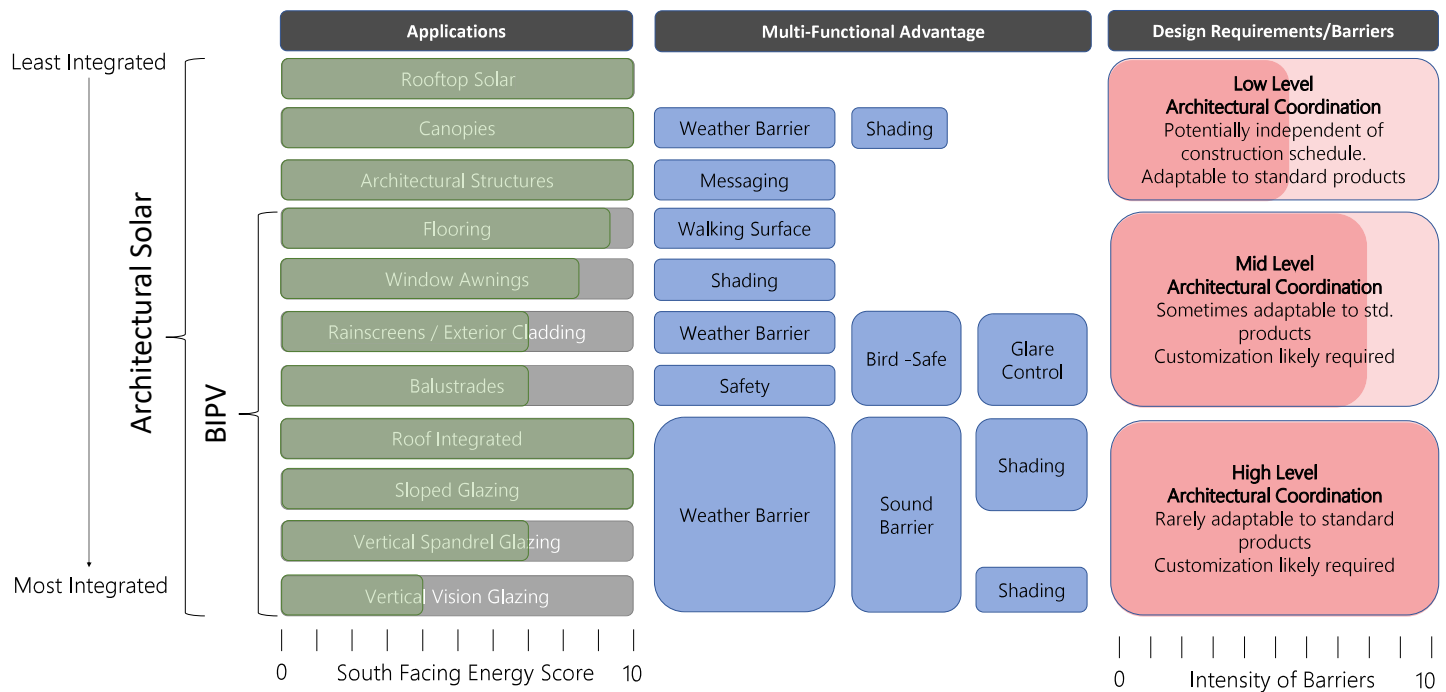 Applications
Multi-Functional Advantage
Design Requirements/Barriers
Least Integrated
Most Integrated
Architectural Solar
BIPV
Rooftop Solar
Canopies
Architectural Structures
Flooring
Window Awnings
Rainscreens / Exterior Cladding
Balustrades
Roof Integrated
Sloped Glazing
Vertical Spandrel Glazing
Vertical Vision Glazing
0
South Facing Energy Score
10
Weather Barrier
Shading
Messaging
Walking Surface
Shading
Weather Barrier
Safety
Bird -Safe
Glare
Control
Weather Barrier
Sound
Barrier
Shading
Shading
Low Level
Architectural Coordination
Potentially independent of
construction schedule.
Adaptable to standard products
Mid Level
Architectural Coordination
Sometimes adaptable to std.
products
Customization likely required
High Level
Architectural Coordination
Rarely adaptable to standard
products
Customization likely required
0
Intensity of Barriers
10